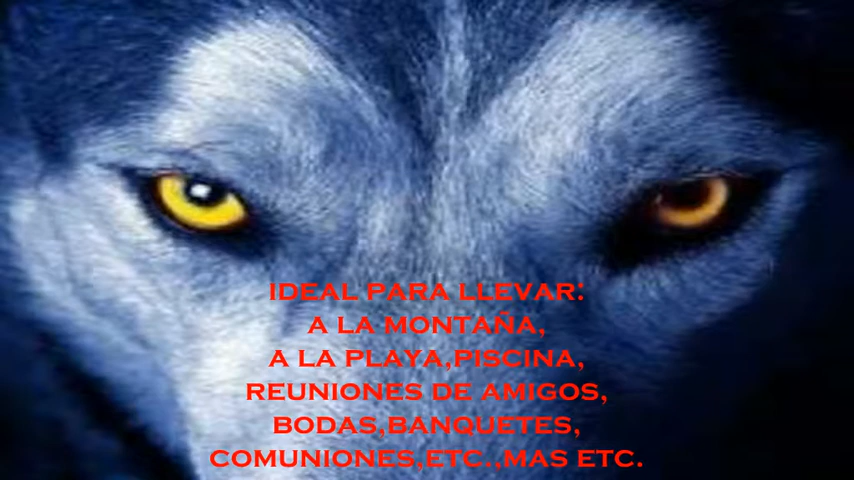 IDEAL PARA LLEVAR:
A LA MONTAÑA,
A LA PLAYA,PISCINA,
REUNIONES DE AMIGOS,
BODAS,BANQUETES,
COMUNIONES,ETC.,MAS ETC.